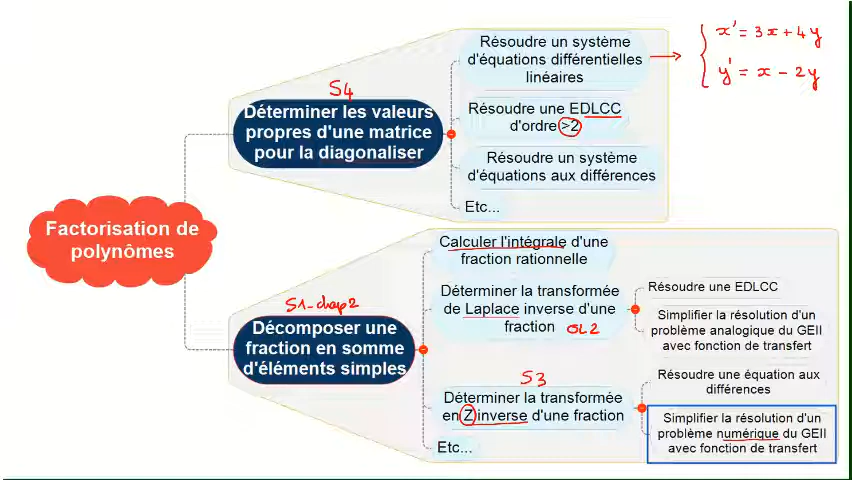 Factorisation de
polynômes
S4
Déterminer les valeurs
propres d'une matrice
pour la diagonaliser
Résoudre un système
d'équations différentielles
linéaires
x' = 3x + 4y
y' = x - 2y
Résoudre une EDLCC
d'ordre >2
Résoudre un système
d'équations aux différences
Etc...
S1-chap2
Décomposer une
fraction en somme
d'éléments simples
Calculer l'intégrale d'une
fraction rationnelle
Déterminer la transformée
de Laplace inverse d'une
fraction OL2
Résoudre une EDLCC
Simplifier la résolution d'un
problème analogique du GEII
avec fonction de transfert
S3
Déterminer la transformée
en Z inverse d'une fraction
Résoudre une équation aux
différences
Simplifier la résolution d'un
problème numérique du GEII
avec fonction de transfert
Etc...